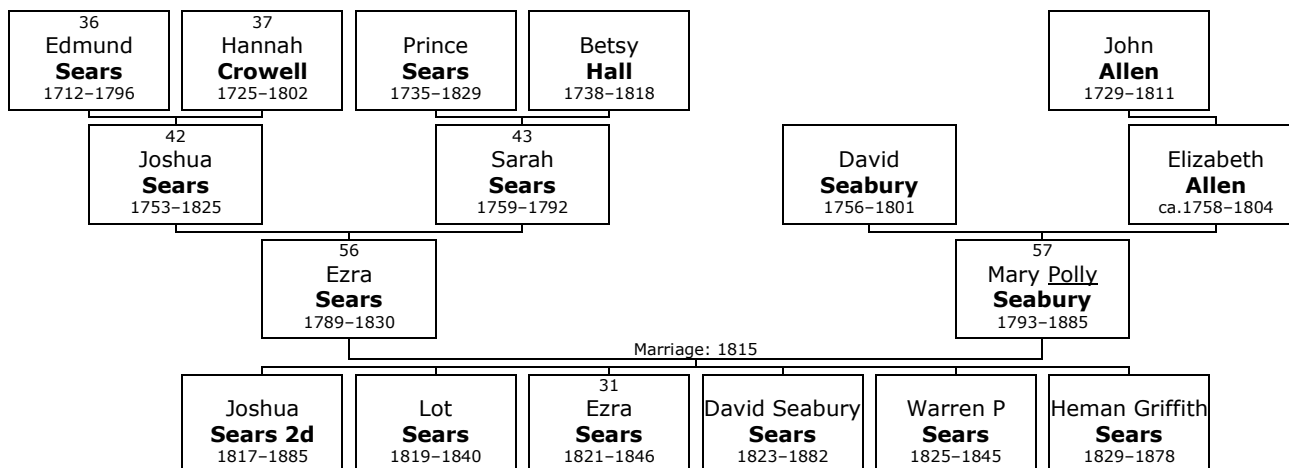 36
Edmund
Sears
1712–1796
37
Hannah
Crowell
1725–1802
Prince
Sears
1735–1829
Betsy
Hall
1738–1818
John
Allen
1729–1811
42
Joshua
Sears
1753–1825
43
Sarah
Sears
1759–1792
David
Seabury
1756–1801
Elizabeth
Allen
ca.1758–1804
56
Ezra
Sears
1789–1830
57
Mary Polly
Seabury
1793–1885
Marriage: 1815
Joshua
Sears 2d
1817–1885
Lot
Sears
1819–1840
31
Ezra
Sears
1821–1846
David Seabury
Sears
1823–1882
Warren P
Sears
1825–1845
Heman Griffith
Sears
1829–1878